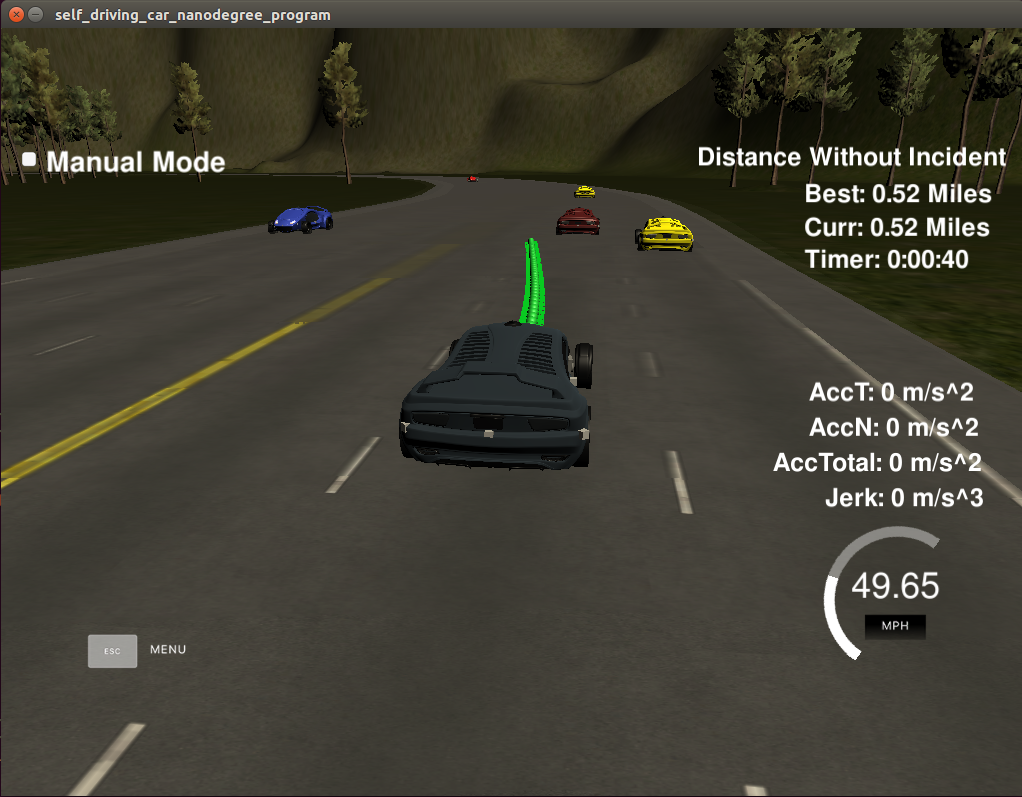 self_driving_car_nanodegree_program
Manual Mode
Distance Without Incident
Best: 0.52 Miles
Curr: 0.52 Miles
Timer: 0:00:40
AccT: 0 m/s^2
AccN: 0 m/s^2
AccTotal: 0 m/s^2
Jerk: 0 m/s^3
49.65
MPH
ESC MENU